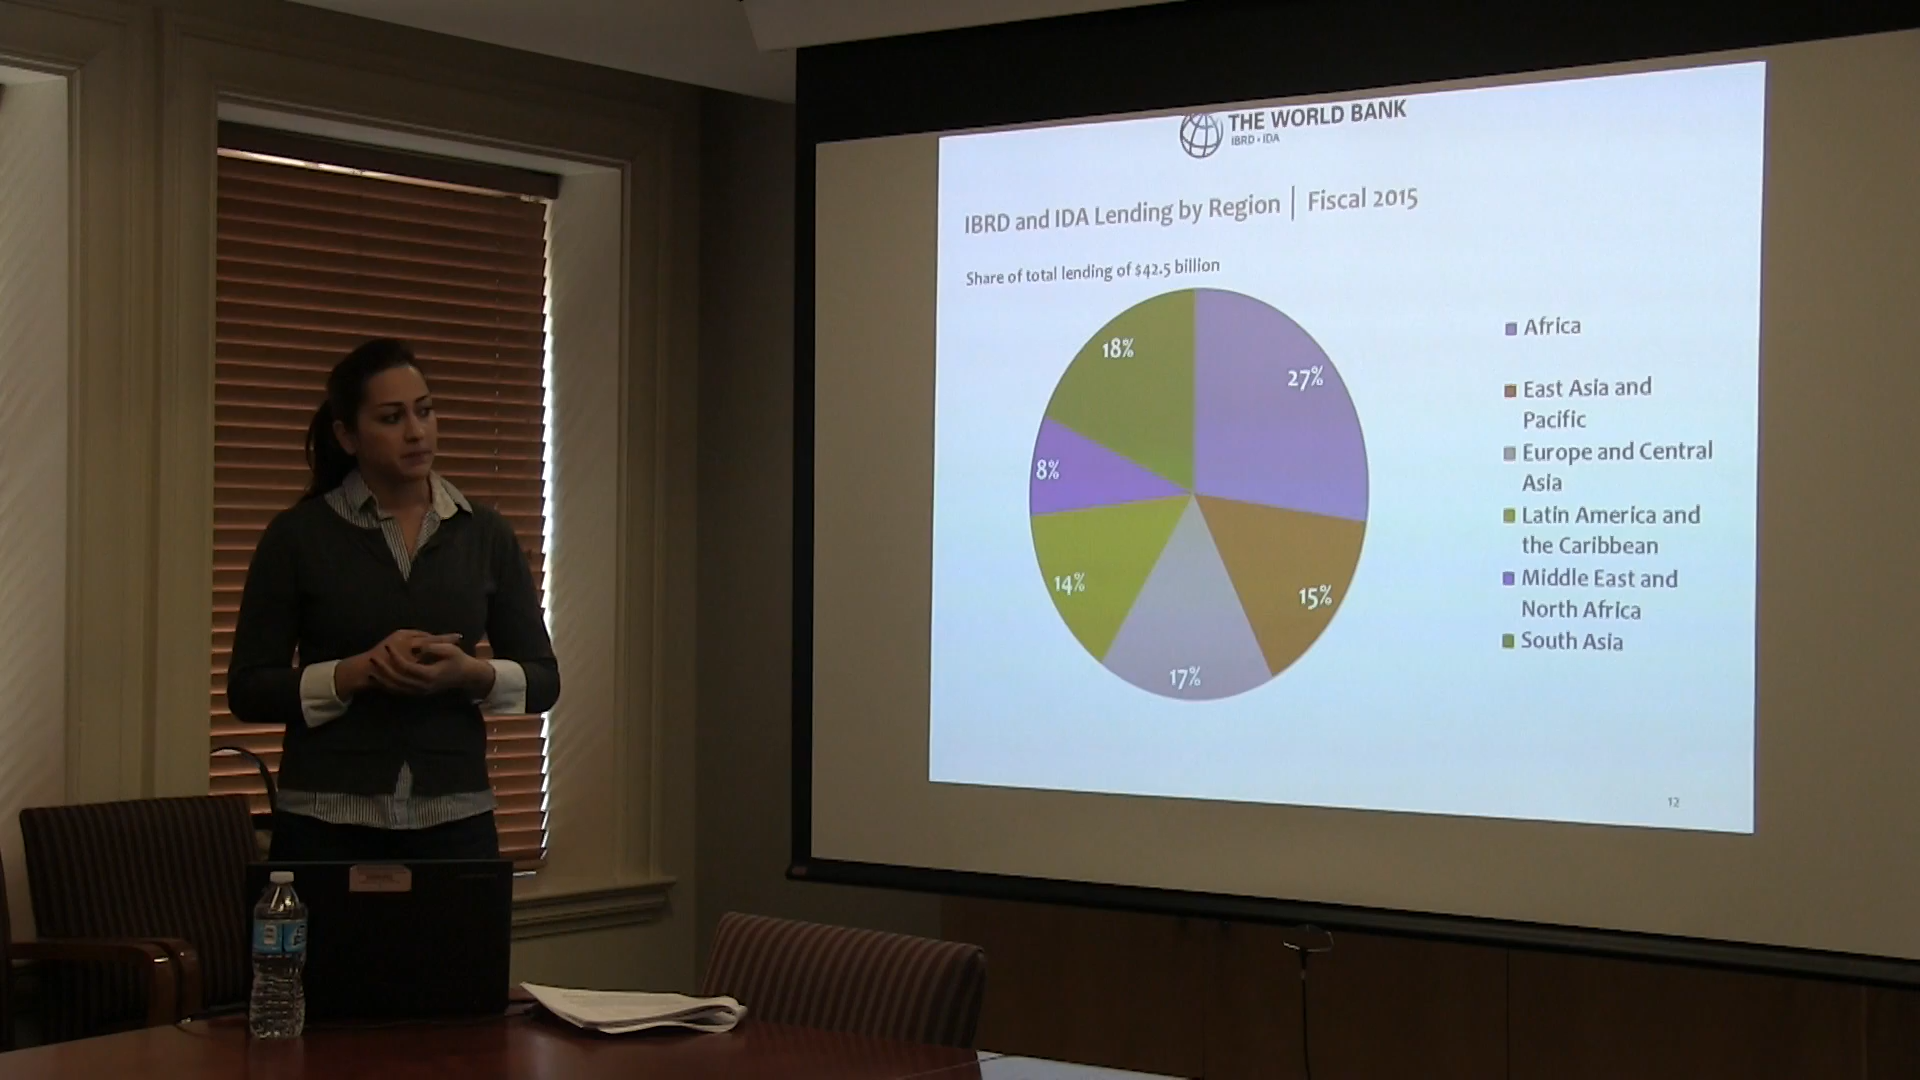 THE WORLD BANK
IBRD • IDA
IBRD and IDA Lending by Region | Fiscal 2015
Share of total lending of $42.5 billion
18%
27%
8%
14%
15%
17%
Africa
East Asia and
Pacific
Europe and Central
Asia
Latin America and
the Caribbean
Middle East and
North Africa
South Asia
12